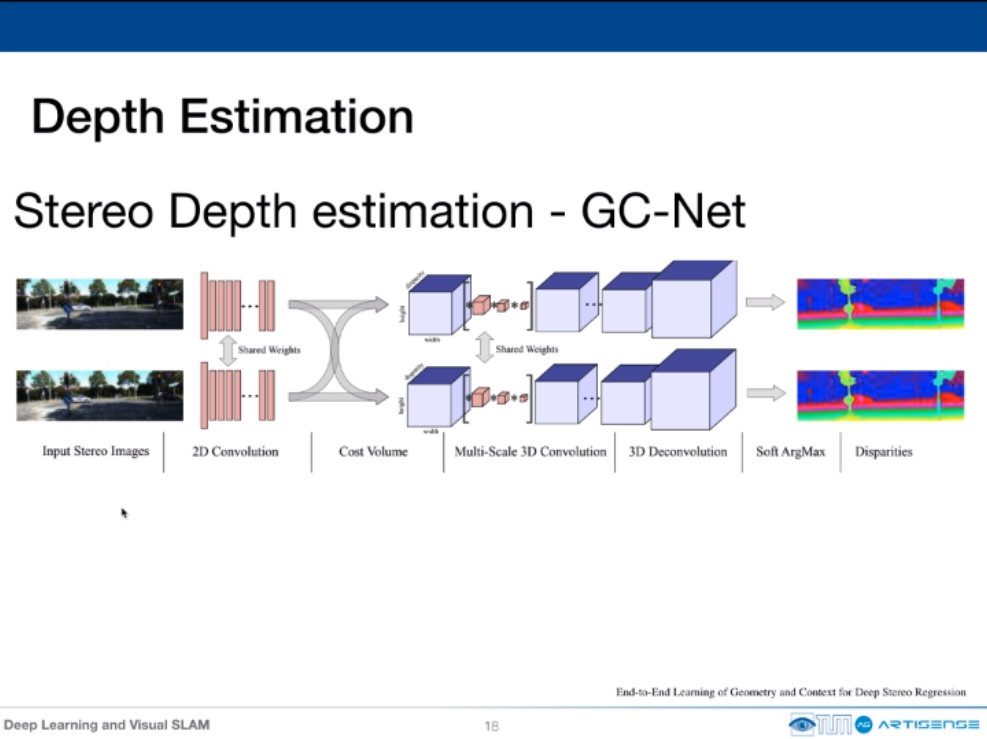 Depth Estimation
Stereo Depth estimation - GC-Net
disparity
height
width
Shared Weights
Shared Weights
disparity
height
width
Input Stereo Images
2D Convolution
Cost Volume
Multi-Scale 3D Convolution
3D Deconvolution
Soft ArgMax
Disparities
End-to-End Learning of Geometry and Context for Deep Stereo Regression
Deep Learning and Visual SLAM
18
TUM
AG ARTISENSE